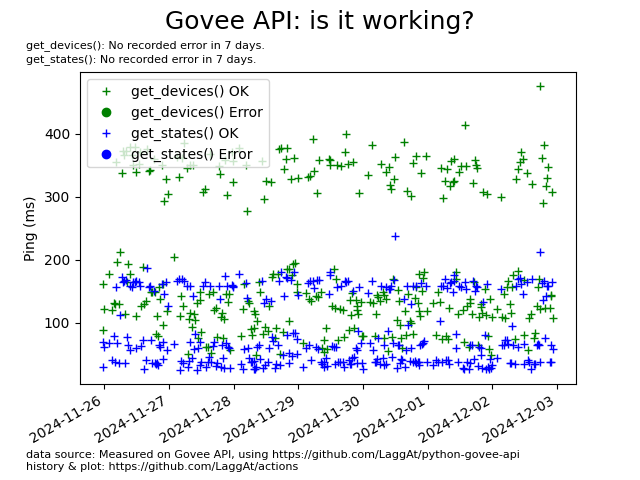 Govee API: is it working?
get_devices(): No recorded error in 7 days.
get_states(): No recorded error in 7 days.
get_devices() OK
get_devices() Error
get_states() OK
get_states() Error
Ping (ms)
400
300
200
100
2024-11-26
2024-11-27
2024-11-28
2024-11-29
2024-11-30
2024-12-01
2024-12-02
2024-12-03
data source: Measured on Govee API, using https://github.com/LaggAt/python-govee-api
history & plot: https://github.com/LaggAt/actions